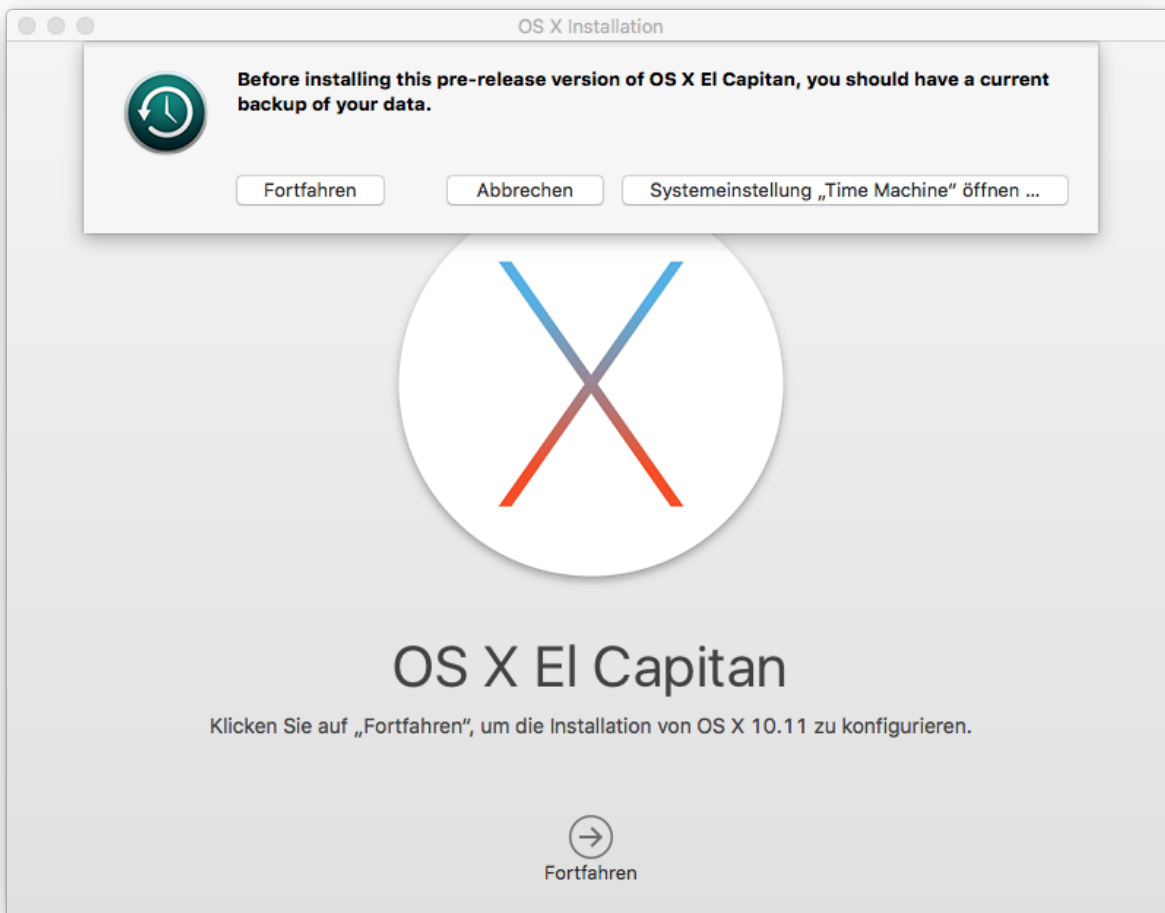 OS X Installation
Before installing this pre-release version of OS X El Capitan, you should have a current
backup of your data.
Fortfahren
Abbrechen
Systemeinstellung „Time Machine“ öffnen ...
OS X El Capitan
Klicken Sie auf „Fortfahren“, um die Installation von OS X 10.11 zu konfigurieren.
Fortfahren